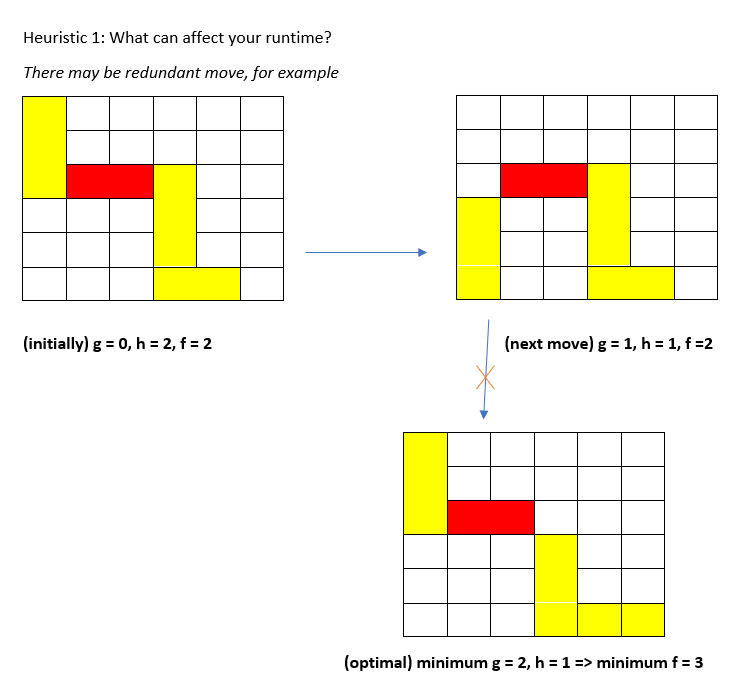 Heuristic 1: What can affect your runtime?
There may be redundant move, for example
(initially) g = 0, h = 2, f = 2
(next move) g = 1, h = 1, f =2
(optimal) minimum g = 2, h = 1 => minimum f = 3